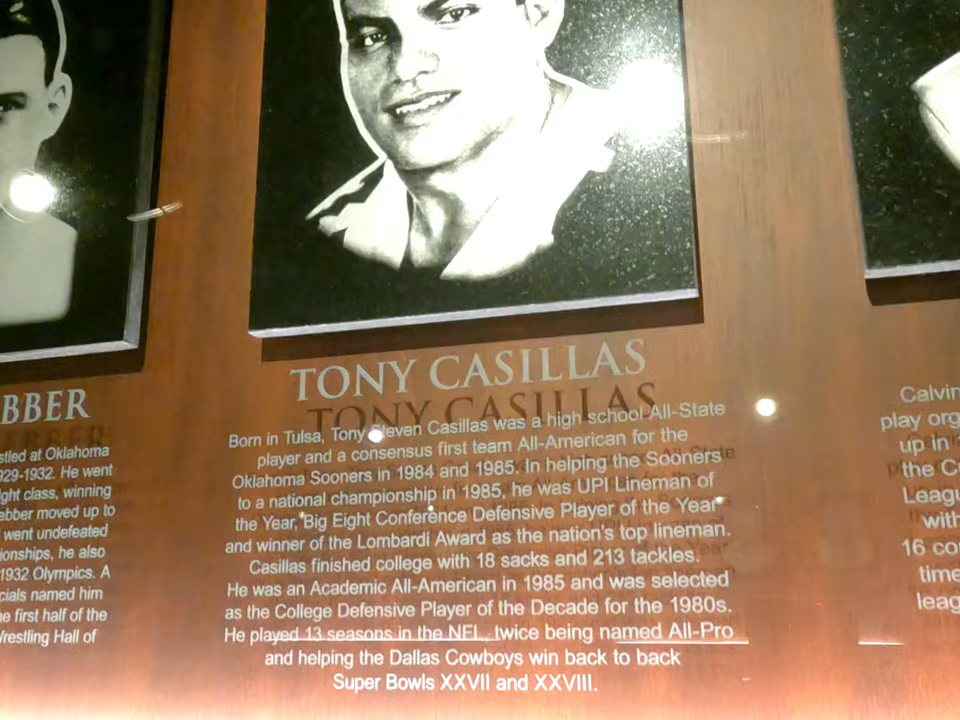 BBER
stled at Oklahoma
929-1932. He went
ight class, winning
ebber moved up to
went undefeated
ionships, he also
1932 Olympics. A
cials named him
e first half of the
Wrestling Hall of
TONY CASILLAS
Born in Tulsa, Tony Steven Casillas was a high school All-State
player and a consensus first team All-American for the
Oklahoma Sooners in 1984 and 1985. In helping the Sooners
to a national championship in 1985, he was UPI Lineman of
the Year, Big Eight Conference Defensive Player of the Year
and winner of the Lombardi Award as the nation's top lineman.
Casillas finished college with 18 sacks and 213 tackles.
He was an Academic All-American in 1985 and was selected
as the College Defensive Player of the Decade for the 1980s.
He played 13 seasons in the NFL, twice being named All-Pro
and helping the Dallas Cowboys win back to back
Super Bowls XXVII and XXVIII.
Calvin
play org
up in
the C
Leagu
with
16 co
time
leag